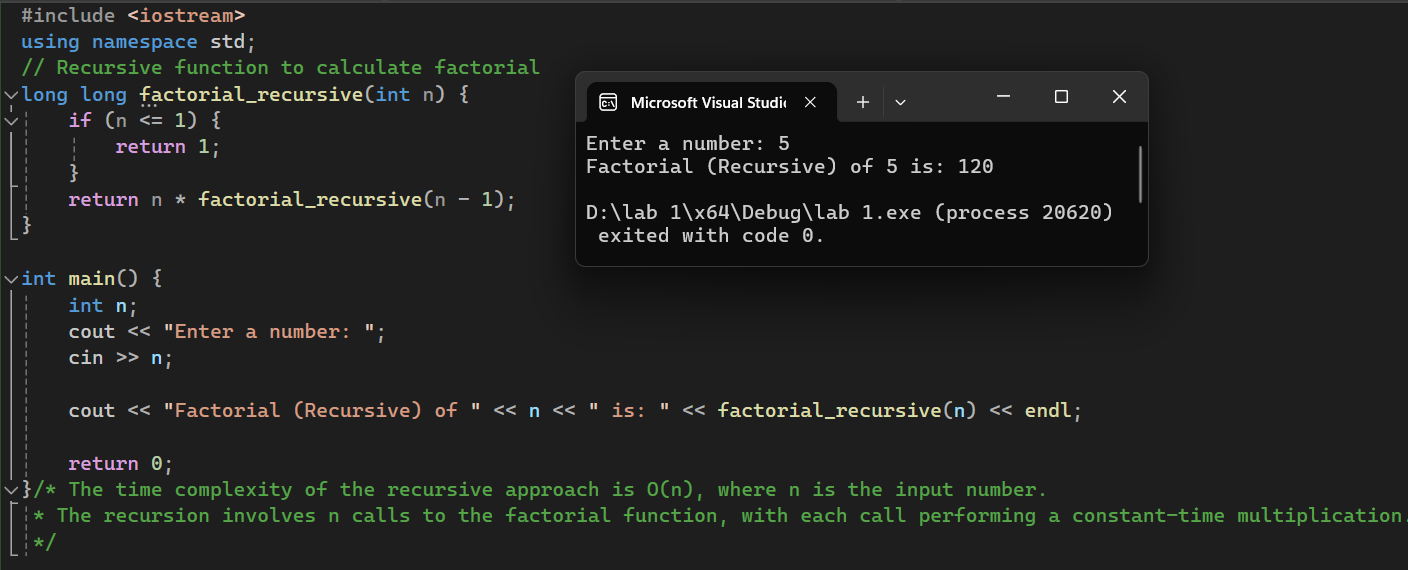 #include <iostream>
using namespace std;
// Recursive function to calculate factorial
long long factorial_recursive(int n) {
    if (n <= 1) {
        return 1;
    }
    return n * factorial_recursive(n - 1);
}
int main() {
    int n;
    cout << "Enter a number: ";
    cin >> n;
    cout << "Factorial (Recursive) of " << n << " is: " << factorial_recursive(n) << endl;
    return 0;
}/* The time complexity of the recursive approach is O(n), where n is the input number.
 * The recursion involves n calls to the factorial function, with each call performing a constant-time multiplication.
 */
Microsoft Visual Studi
Enter a number: 5
Factorial (Recursive) of 5 is: 120
D:\lab 1\x64\Debug\lab 1.exe (process 20620)
 exited with code 0.